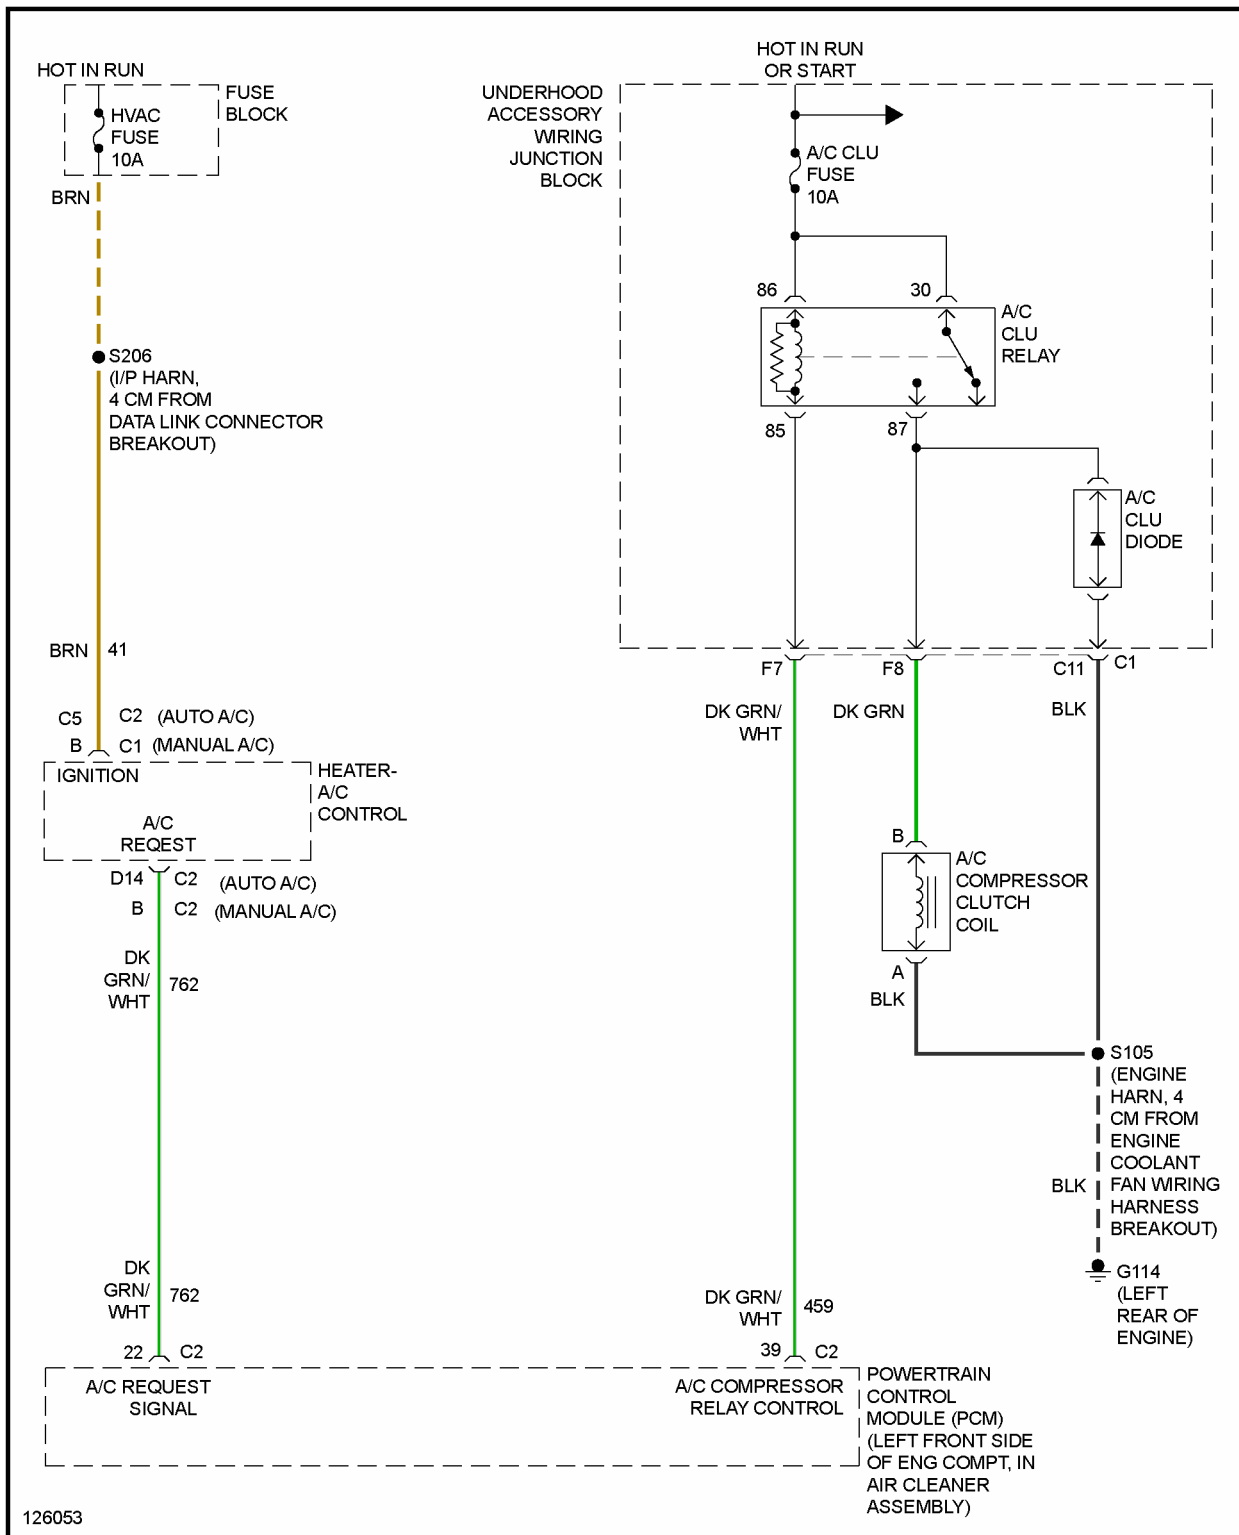 HOT IN RUN
HVAC
FUSE
10A
FUSE
BLOCK
BRN
S206
(I/P HARN,
4 CM FROM
DATA LINK CONNECTOR
BREAKOUT)
BRN 41
C5 C2 (AUTO A/C)
B C1 (MANUAL A/C)
IGNITION
HEATER-
A/C
CONTROL
A/C
REQEST
D14 C2 (AUTO A/C)
B C2 (MANUAL A/C)
DK
GRN/
WHT
762
DK
GRN/
WHT
762
22 C2
A/C REQUEST
SIGNAL
HOT IN RUN
OR START
UNDERHOOD
ACCESSORY
WIRING
JUNCTION
BLOCK
A/C CLU
FUSE
10A
86 30
A/C
CLU
RELAY
85 87
A/C
CLU
DIODE
F7 F8 C11 C1
DK GRN/
WHT
DK GRN
BLK
B
A/C
COMPRESSOR
CLUTCH
COIL
A
BLK
S105
(ENGINE
HARN, 4
CM FROM
ENGINE
COOLANT
FAN WIRING
HARNESS
BREAKOUT)
BLK
G114
(LEFT
REAR OF
ENGINE)
DK GRN/
WHT
459
39 C2
A/C COMPRESSOR
RELAY CONTROL
POWERTRAIN
CONTROL
MODULE (PCM)
(LEFT FRONT SIDE
OF ENG COMPT, IN
AIR CLEANER
ASSEMBLY)
126053